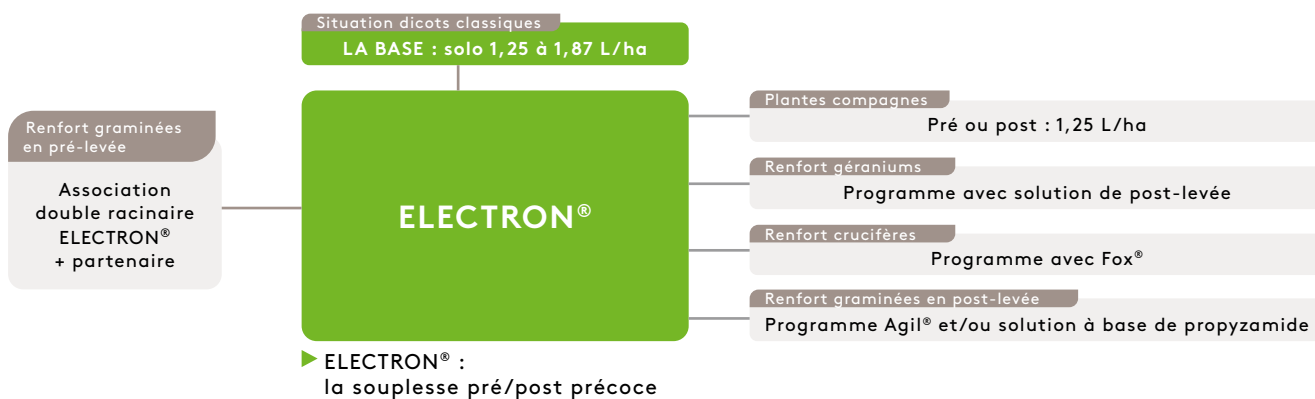 Situation dicots classiques
LA BASE : solo 1,25 à 1,87 L/ha
Renfort graminées
en pré-levée
Association
double racinaire
ELECTRON®
+ partenaire
ELECTRON®
Plantes compagnes
Pré ou post : 1,25 L/ha
Renfort géraniums
Programme avec solution de post-levée
Renfort crucifères
Programme avec Fox®
Renfort graminées en post-levée
Programme Agil® et/ou solution à base de propyzamide
ELECTRON® :
la souplesse pré/post précoce